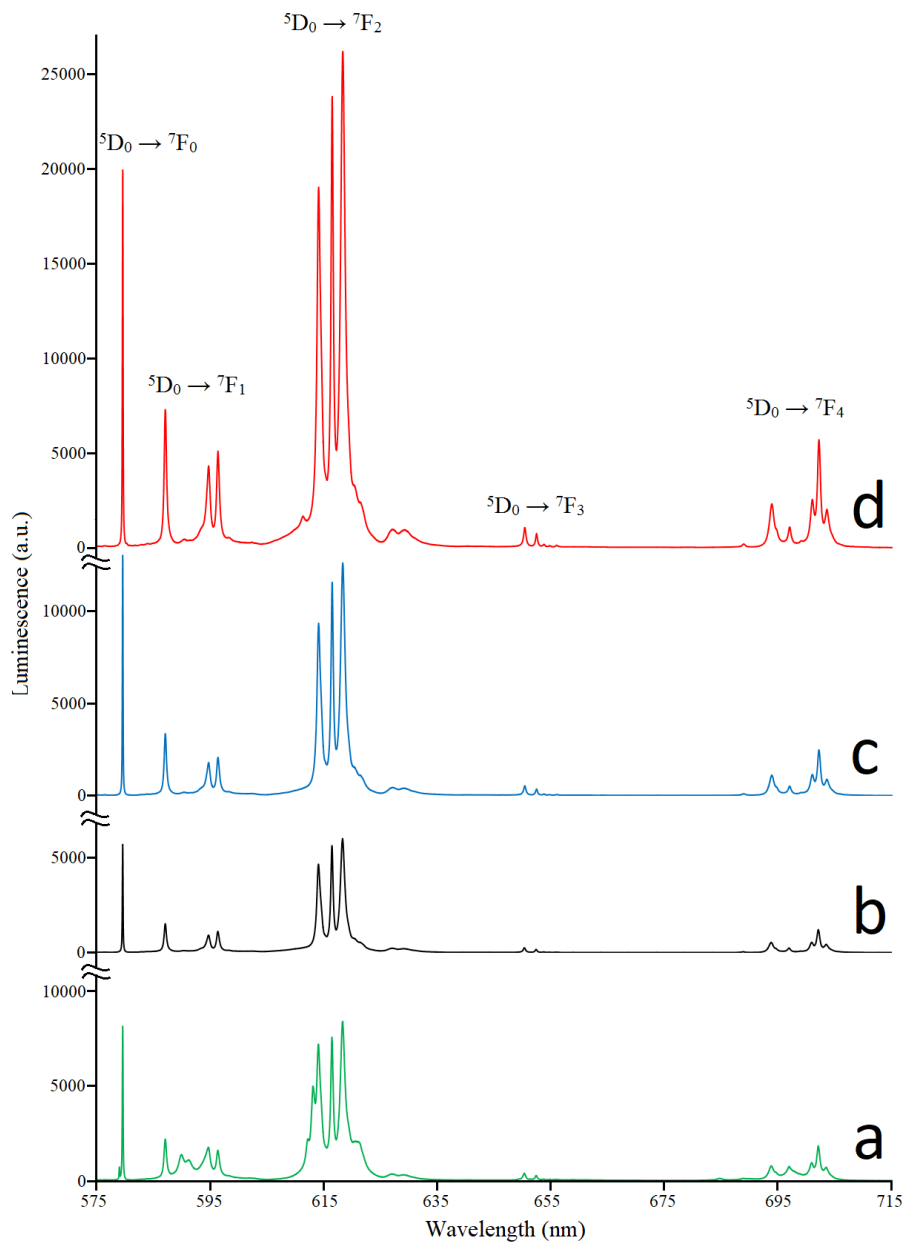 ⁵D₀ → ⁷F₂
25000
⁵D₀ → ⁷F₀
20000
15000
10000
⁵D₀ → ⁷F₁
⁵D₀ → ⁷F₄
5000
⁵D₀ → ⁷F₃
d
0
Luminescence (a.u.)
10000
5000
c
0
5000
b
0
10000
5000
a
0
575 595 615 635 655 675 695 715
Wavelength (nm)